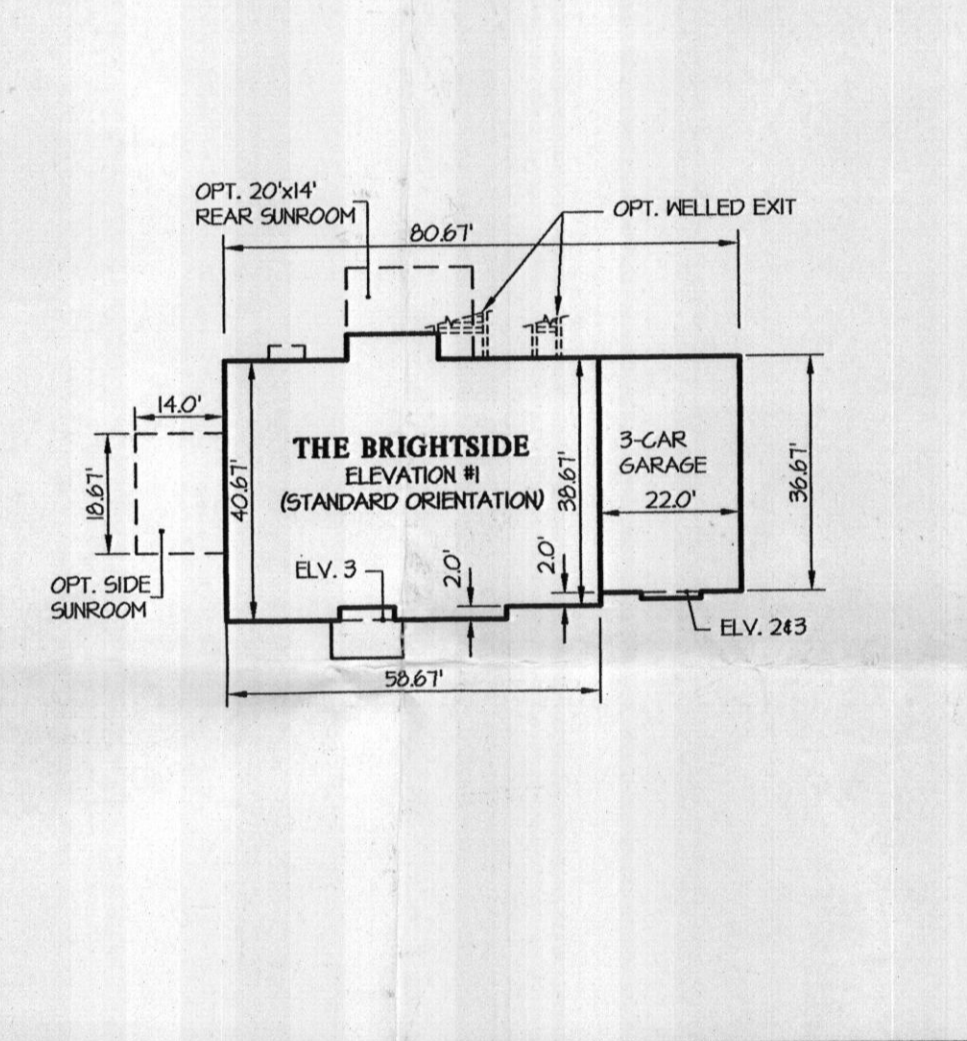 OPT. 20'x14'
REAR SUNROOM
OPT. WELLED EXIT
80.67'
14.0'
18.67'
40.67'
THE BRIGHTSIDE
ELEVATION #1
(STANDARD ORIENTATION)
38.67'
3-CAR
GARAGE
22.0'
36.67'
OPT. SIDE
SUNROOM
ELV. 3
2.0'
2.0'
ELV. 2&3
58.67'